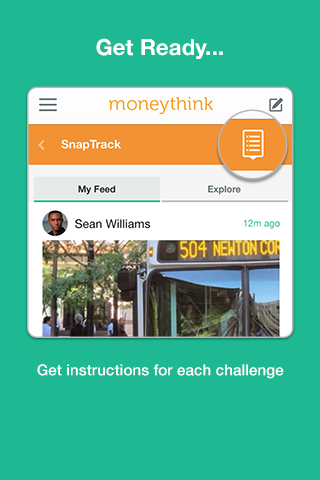 Get Ready...
moneythink
SnapTrack
My Feed
Explore
Sean Williams
12m ago
504 NEWTON COR
Get instructions for each challenge